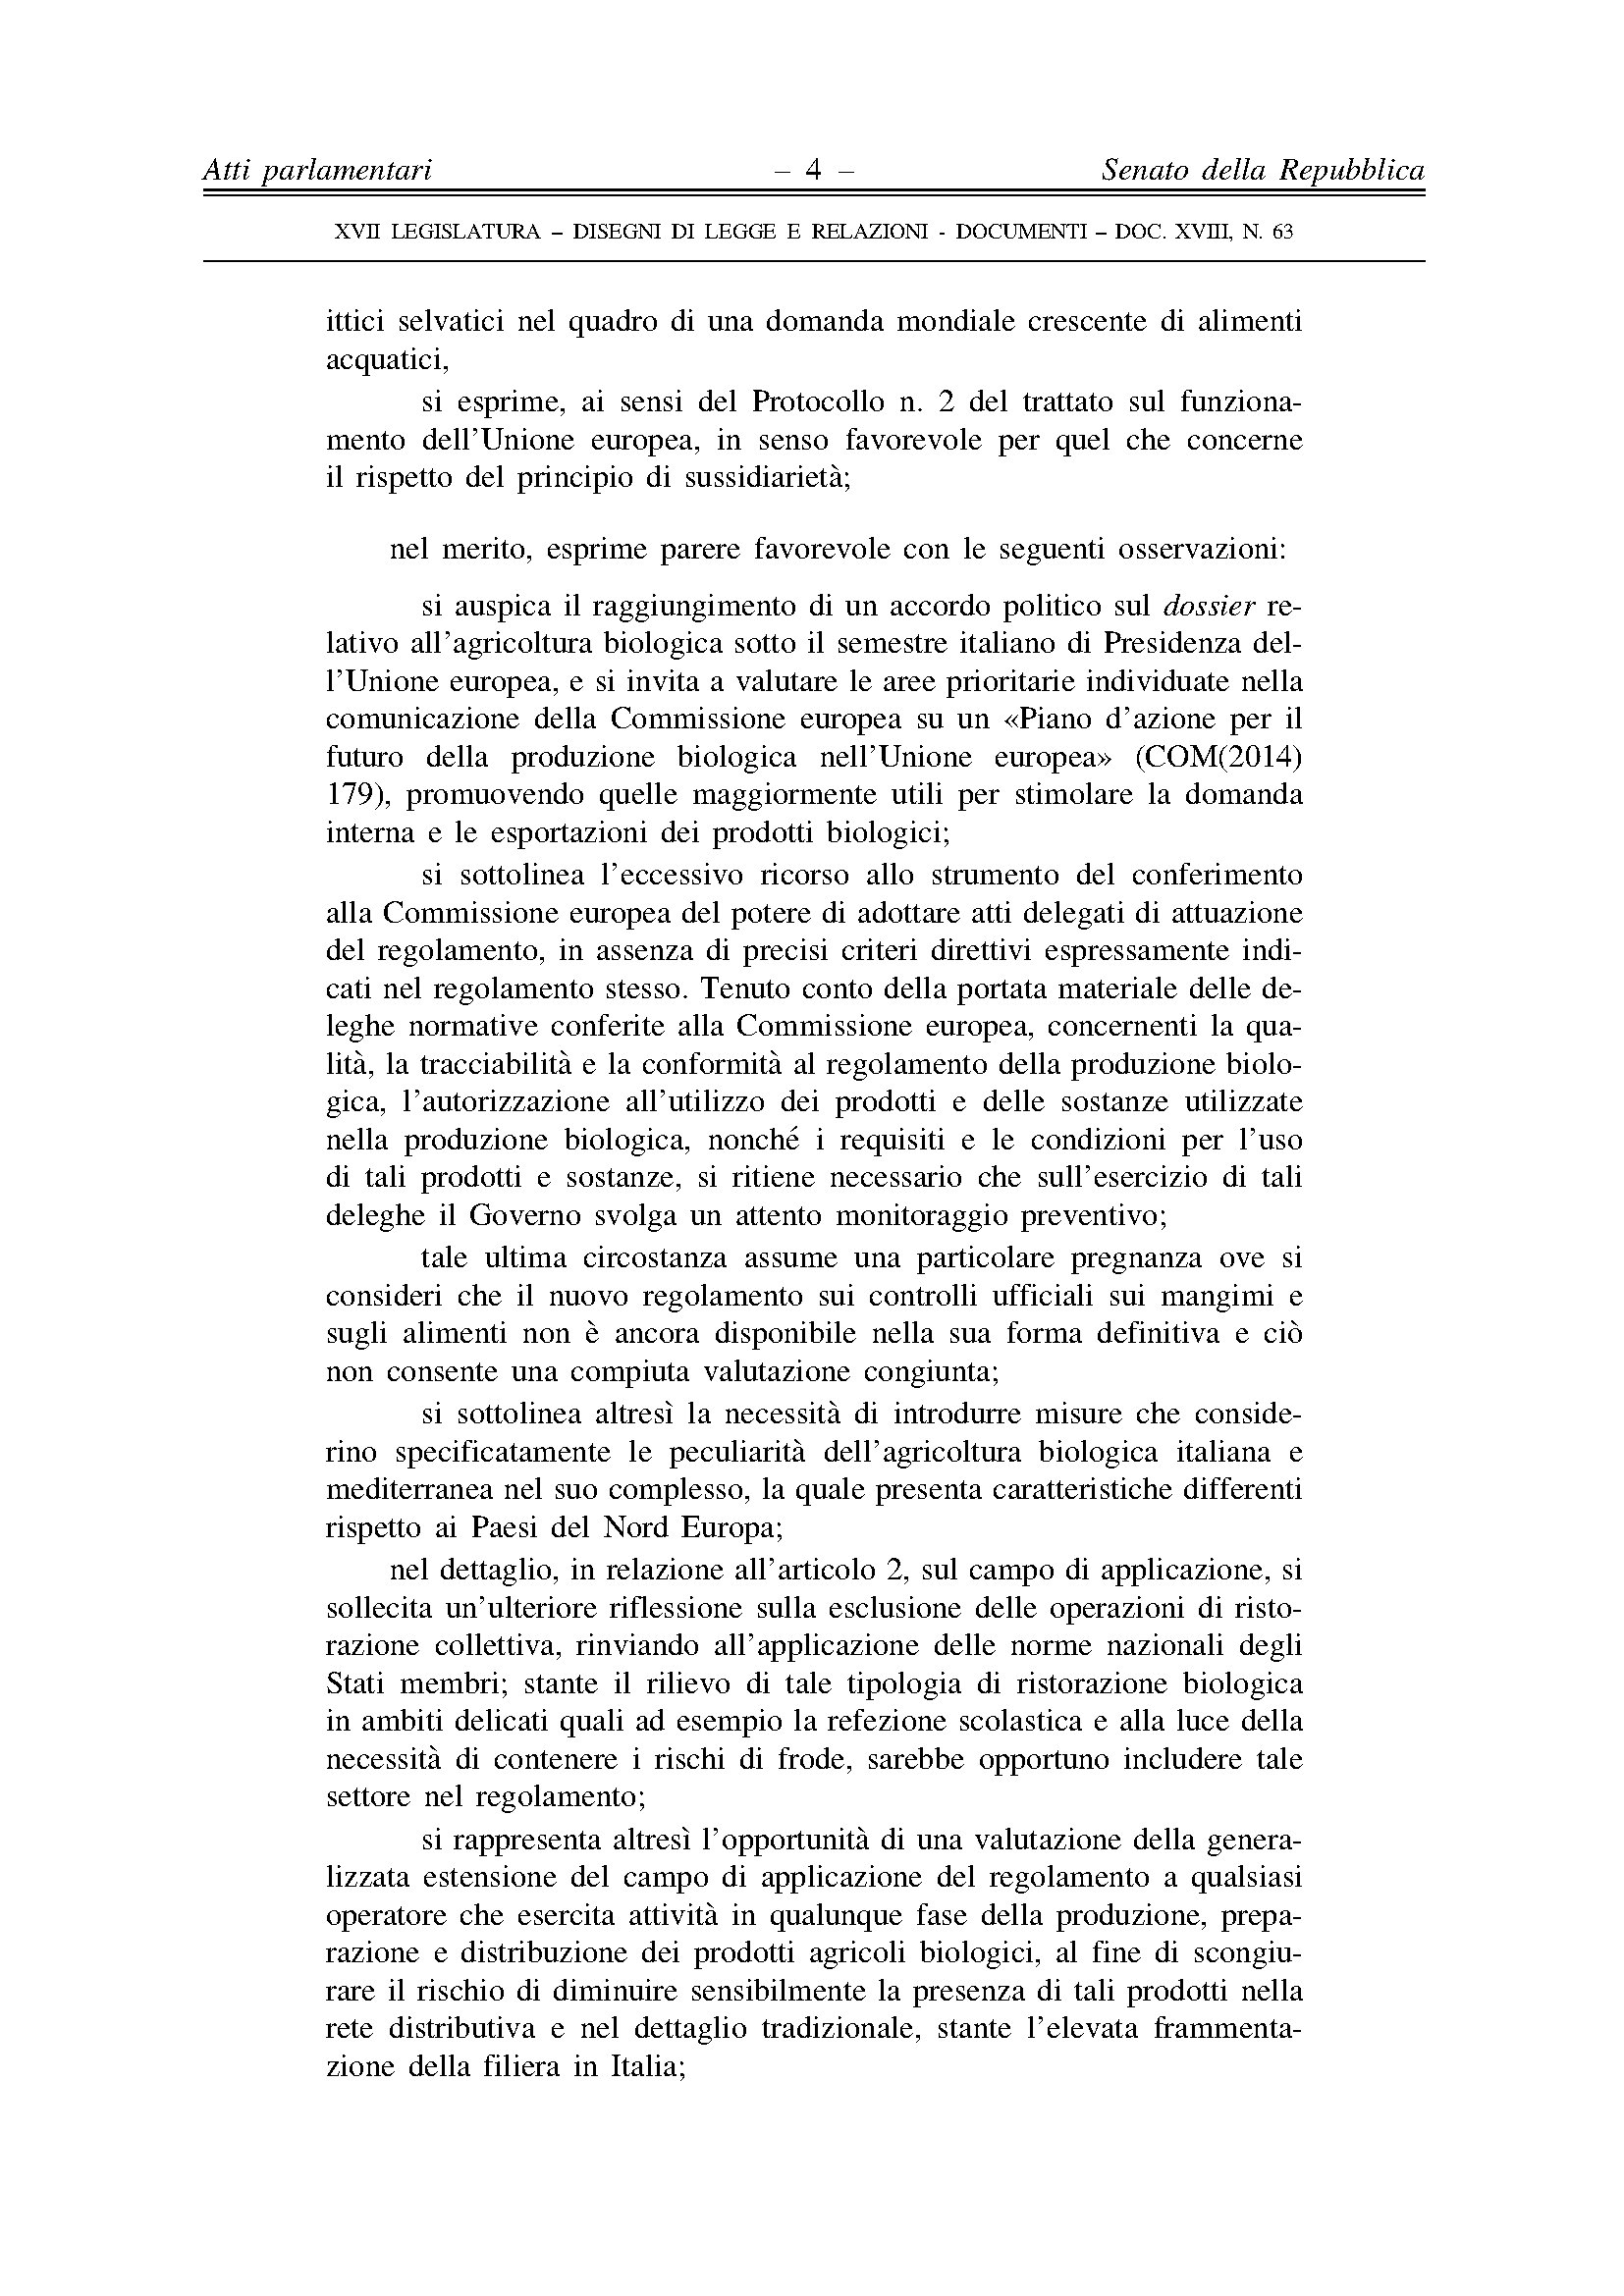 Atti parlamentari – 4 – Senato della Repubblica
XVII LEGISLATURA – DISEGNI DI LEGGE E RELAZIONI - DOCUMENTI – DOC. XVIII, N. 63
ittici selvatici nel quadro di una domanda mondiale crescente di alimenti
acquatici,
si esprime, ai sensi del Protocollo n. 2 del trattato sul funziona-
mento dell’Unione europea, in senso favorevole per quel che concerne
il rispetto del principio di sussidiarietà;
nel merito, esprime parere favorevole con le seguenti osservazioni:
si auspica il raggiungimento di un accordo politico sul dossier re-
lativo all’agricoltura biologica sotto il semestre italiano di Presidenza del-
l’Unione europea, e si invita a valutare le aree prioritarie individuate nella
comunicazione della Commissione europea su un «Piano d’azione per il
futuro della produzione biologica nell’Unione europea» (COM(2014)
179), promuovendo quelle maggiormente utili per stimolare la domanda
interna e le esportazioni dei prodotti biologici;
si sottolinea l’eccessivo ricorso allo strumento del conferimento
alla Commissione europea del potere di adottare atti delegati di attuazione
del regolamento, in assenza di precisi criteri direttivi espressamente indi-
cati nel regolamento stesso. Tenuto conto della portata materiale delle de-
leghe normative conferite alla Commissione europea, concernenti la qua-
lità, la tracciabilità e la conformità al regolamento della produzione biolo-
gica, l’autorizzazione all’utilizzo dei prodotti e delle sostanze utilizzate
nella produzione biologica, nonché i requisiti e le condizioni per l’uso
di tali prodotti e sostanze, si ritiene necessario che sull’esercizio di tali
deleghe il Governo svolga un attento monitoraggio preventivo;
tale ultima circostanza assume una particolare pregnanza ove si
consideri che il nuovo regolamento sui controlli ufficiali sui mangimi e
sugli alimenti non è ancora disponibile nella sua forma definitiva e ciò
non consente una compiuta valutazione congiunta;
si sottolinea altresì la necessità di introdurre misure che conside-
rino specificatamente le peculiarità dell’agricoltura biologica italiana e
mediterranea nel suo complesso, la quale presenta caratteristiche differenti
rispetto ai Paesi del Nord Europa;
nel dettaglio, in relazione all’articolo 2, sul campo di applicazione, si
sollecita un’ulteriore riflessione sulla esclusione delle operazioni di risto-
razione collettiva, rinviando all’applicazione delle norme nazionali degli
Stati membri; stante il rilievo di tale tipologia di ristorazione biologica
in ambiti delicati quali ad esempio la refezione scolastica e alla luce della
necessità di contenere i rischi di frode, sarebbe opportuno includere tale
settore nel regolamento;
si rappresenta altresì l’opportunità di una valutazione della genera-
lizzata estensione del campo di applicazione del regolamento a qualsiasi
operatore che esercita attività in qualunque fase della produzione, prepa-
razione e distribuzione dei prodotti agricoli biologici, al fine di scongiu-
rare il rischio di diminuire sensibilmente la presenza di tali prodotti nella
rete distributiva e nel dettaglio tradizionale, stante l’elevata frammenta-
zione della filiera in Italia;